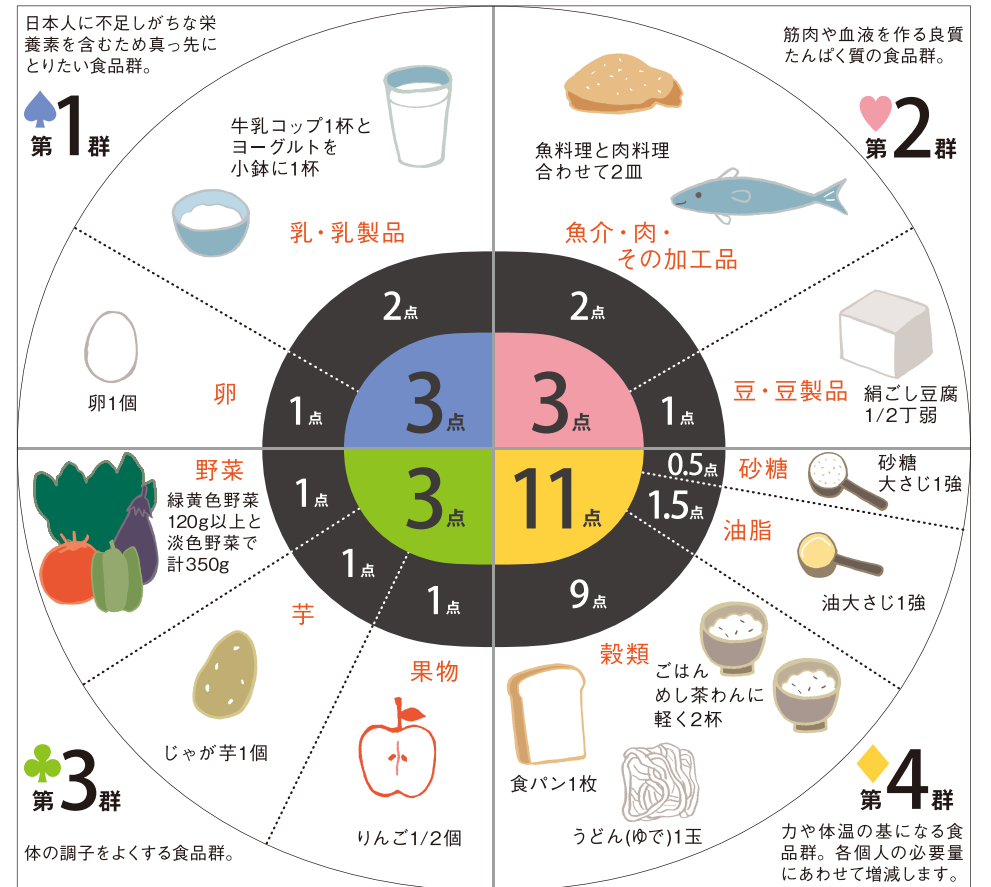 日本人に不足しがちな栄
養素を含むため真っ先に
とりたい食品群。
第1群
牛乳コップ1杯と
ヨーグルトを
小鉢に1杯
乳・乳製品
2点
卵1個
卵
1点
3点
筋肉や血液を作る良質
たんぱく質の食品群。
第2群
魚料理と肉料理
合わせて2皿
魚介・肉・
その加工品
2点
豆・豆製品
絹ごし豆腐
1/2丁弱
1点
3点
野菜
緑黄色野菜
120g以上と
淡色野菜で
計350g
1点
3点
芋
1点
じゃが芋1個
果物
1点
りんご1/2個
第3群
体の調子をよくする食品群。
11点
0.5点
砂糖
砂糖
大さじ1強
1.5点
油脂
油大さじ1強
9点
穀類
ごはん
めし茶わんに
軽く2杯
食パン1枚
うどん(ゆで)1玉
第4群
力や体温の基になる食
品群。各個人の必要量
にあわせて増減します。